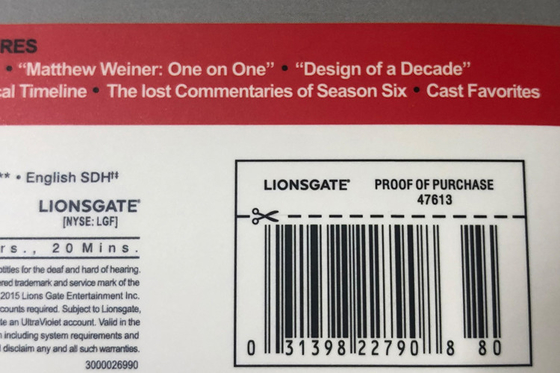 RES
• “Matthew Weiner: One on One” • “Design of a Decade”
cal Timeline • The lost Commentaries of Season Six • Cast Favorites
** • English SDH‡‡
LIONSGATE®
[NYSE: LGF]
rs., 20 Mins.
otitles for the deaf and hard of hearing.
ered trademark and service mark of the
2015 Lions Gate Entertainment Inc.
counts required. Subject to Lionsgate,
te an UltraViolet account. Valid in the
n including system requirements and
d disclaim any and all such warranties.
3000026990
LIONSGATE® PROOF OF PURCHASE
47613
0 31398 22790 8 80